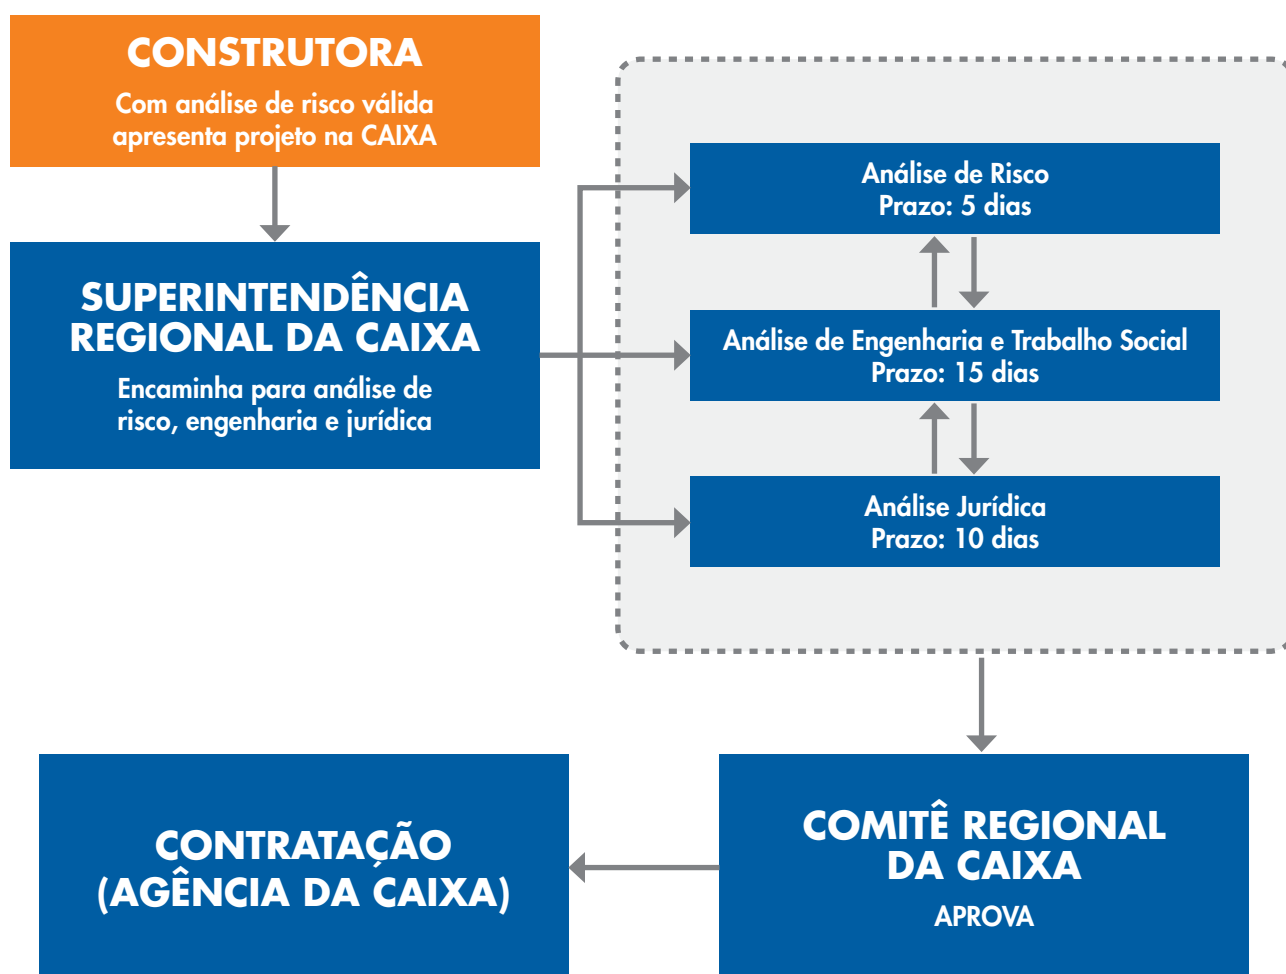 CONSTRUTORA
Com análise de risco válida
apresenta projeto na CAIXA
SUPERINTENDÊNCIA
REGIONAL DA CAIXA
Encaminha para análise de
risco, engenharia e jurídica
Análise de Risco
Prazo: 5 dias
Análise de Engenharia e Trabalho Social
Prazo: 15 dias
Análise Jurídica
Prazo: 10 dias
COMITÊ REGIONAL
DA CAIXA
APROVA
CONTRATAÇÃO
(AGÊNCIA DA CAIXA)